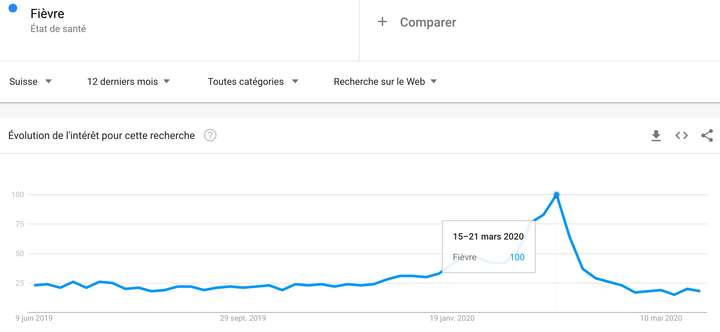 Fièvre
État de santé
+ Comparer
Suisse
12 derniers mois
Toutes catégories
Recherche sur le Web
Évolution de l'intérêt pour cette recherche ?
100
75
50
25
15–21 mars 2020
Fièvre 100
9 juin 2019
29 sept. 2019
19 janv. 2020
10 mai 2020